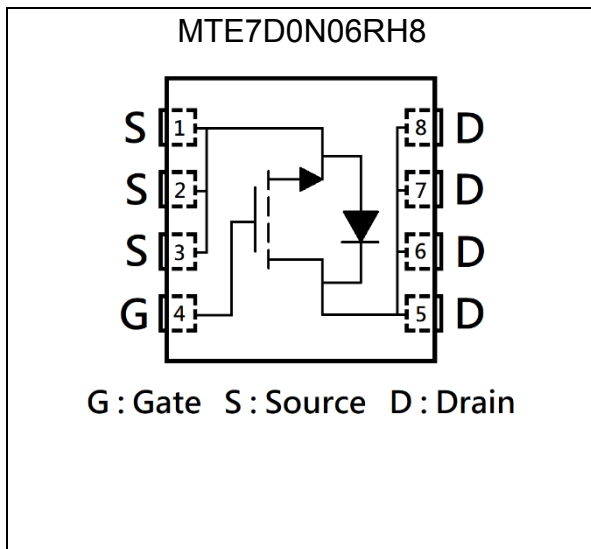 MTE7D0N06RH8
S 1 8 D
S 2 7 D
S 3 6 D
G 4 5 D
G : Gate S : Source D : Drain